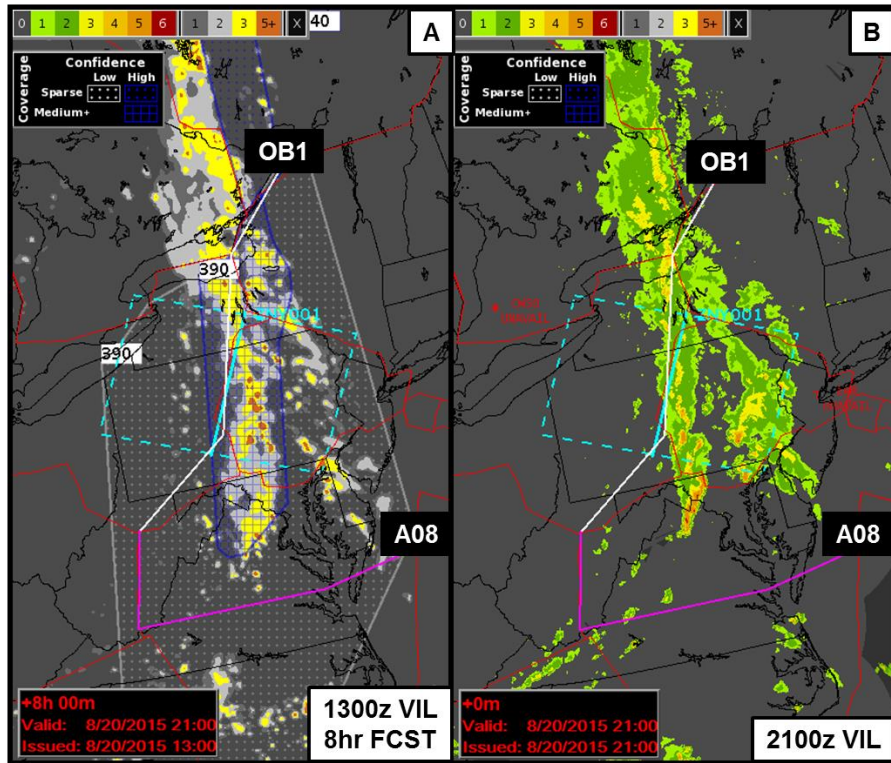 0 1 2 3 4 5 6 1 2 3 5+ X 40
A
Confidence
Low High
Coverage
Sparse
Medium+
OB1
390
ZNY001
390
A08
+8h 00m
Valid: 8/20/2015 21:00
Issued: 8/20/2015 13:00
1300z VIL
8hr FCST
0 1 2 3 4 5 6 1 2 3 5+ X
B
Confidence
Low High
Coverage
Sparse
Medium+
OB1
001
A08
+0m
Valid: 8/20/2015 21:00
Issued: 8/20/2015 21:00
2100z VIL